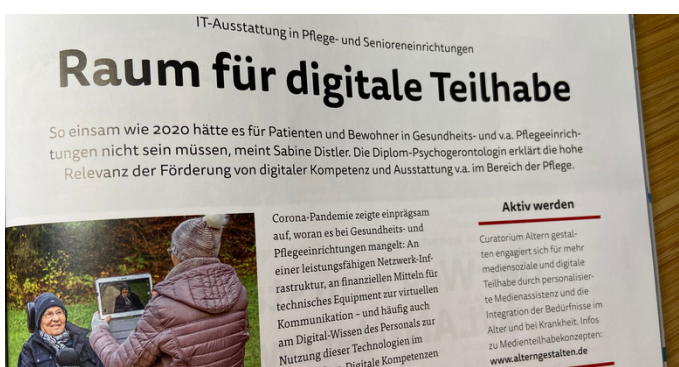 IT-Ausstattung in Pflege- und Senioreneinrichtungen
Raum für digitale Teilhabe
So einsam wie 2020 hätte es für Patienten und Bewohner in Gesundheits- und v.a. Pflegeeinrich-
tungen nicht sein müssen, meint Sabine Distler. Die Diplom-Psychogerontologin erklärt die hohe
Relevanz der Förderung von digitaler Kompetenz und Ausstattung v.a. im Bereich der Pflege.
Corona-Pandemie zeigte einprägsam
auf, woran es bei Gesundheits- und
Pflegeeinrichtungen mangelt: An
einer leistungsfähigen Netzwerk-Inf-
rastruktur, an finanziellen Mitteln für
technisches Equipment zur virtuellen
Kommunikation – und häufig auch
am Digital-Wissen des Personals zur
Nutzung dieser Technologien im
Digitale Kompetenzen
Aktiv werden
Curatorium Altern gestal-
ten engagiert sich für mehr
mediensoziale und digitale
Teilhabe durch personalisier-
te Medienassistenz und die
Integration der Bedürfnisse im
Alter und bei Krankheit. Infos
zu Medienteilhabekonzepten:
www.alterngestalten.de